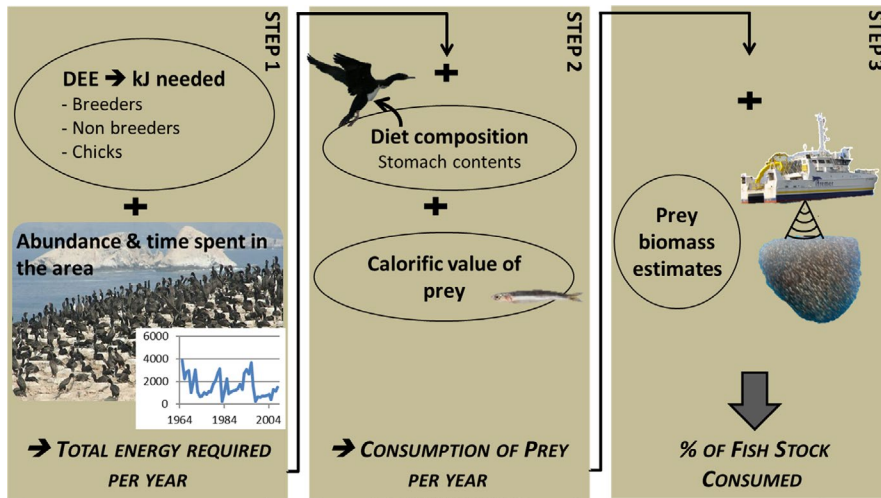 STEP 1
DEE ➔ kJ needed
- Breeders
- Non breeders
- Chicks
+
Abundance & time spent in
the area
6000
4000
2000
0
1964 1984 2004
➔ TOTAL ENERGY REQUIRED
PER YEAR
STEP 2
+
Diet composition
Stomach contents
+
Calorific value of
prey
➔ CONSUMPTION OF PREY
PER YEAR
STEP 3
+
Prey
biomass
estimates
% OF FISH STOCK
CONSUMED